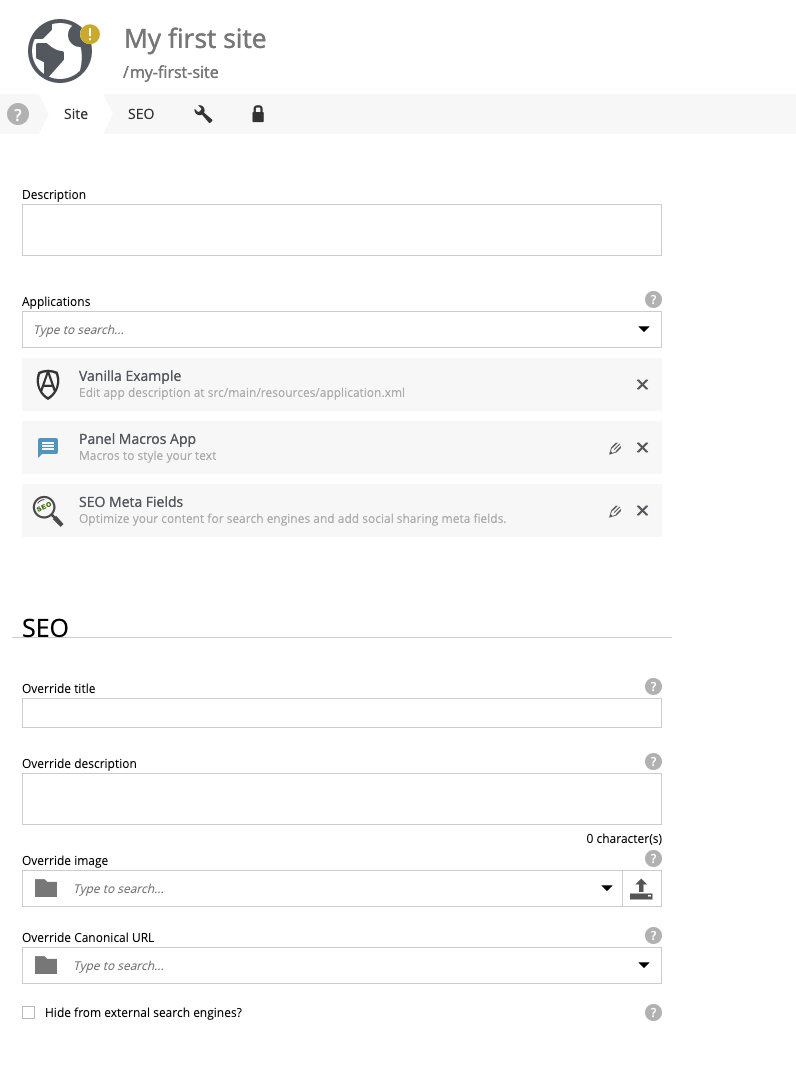 !
My first site
/my-first-site
?
Site
SEO
Description
Applications
?
Type to search...
Vanilla Example
Edit app description at src/main/resources/application.xml
Panel Macros App
Macros to style your text
SEO
SEO Meta Fields
Optimize your content for search engines and add social sharing meta fields.
SEO
Override title
?
Override description
?
0 character(s)
Override image
?
Type to search...
Override Canonical URL
?
Type to search...
Hide from external search engines?
?